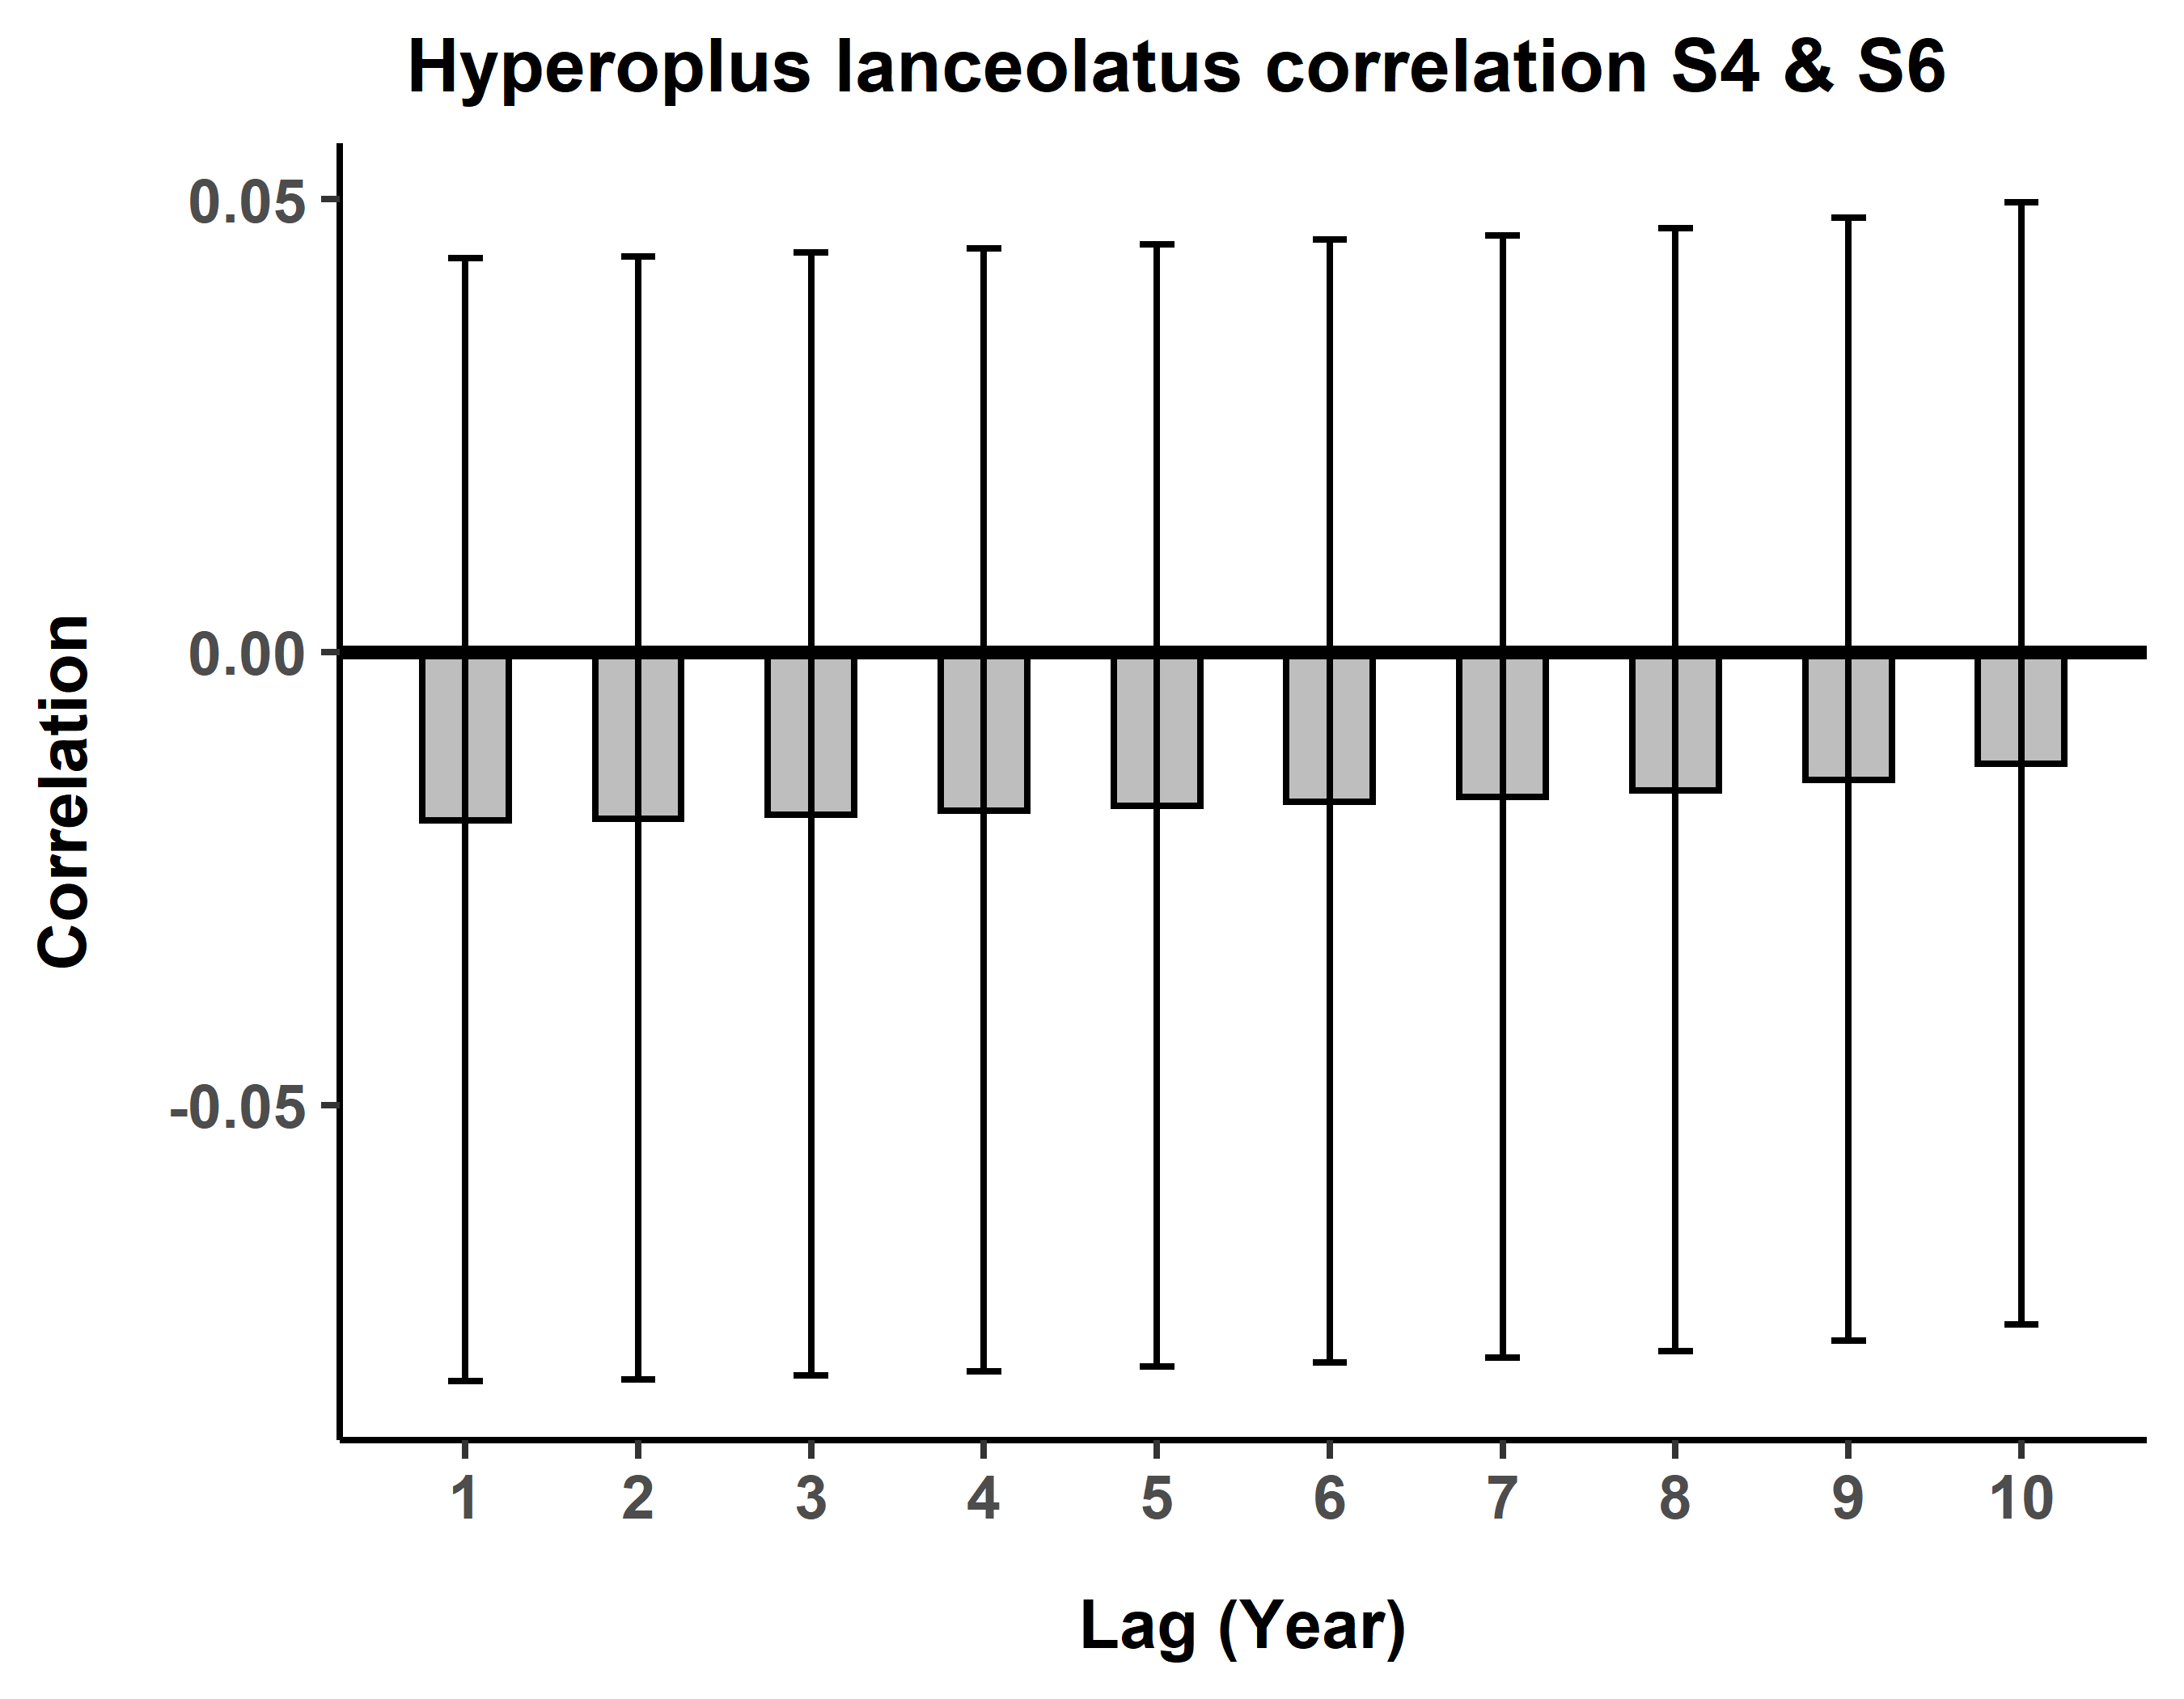 Hyperoplus lanceolatus correlation S4 & S6
0.05
0.00
-0.05
Correlation
1 2 3 4 5 6 7 8 9 10
Lag (Year)